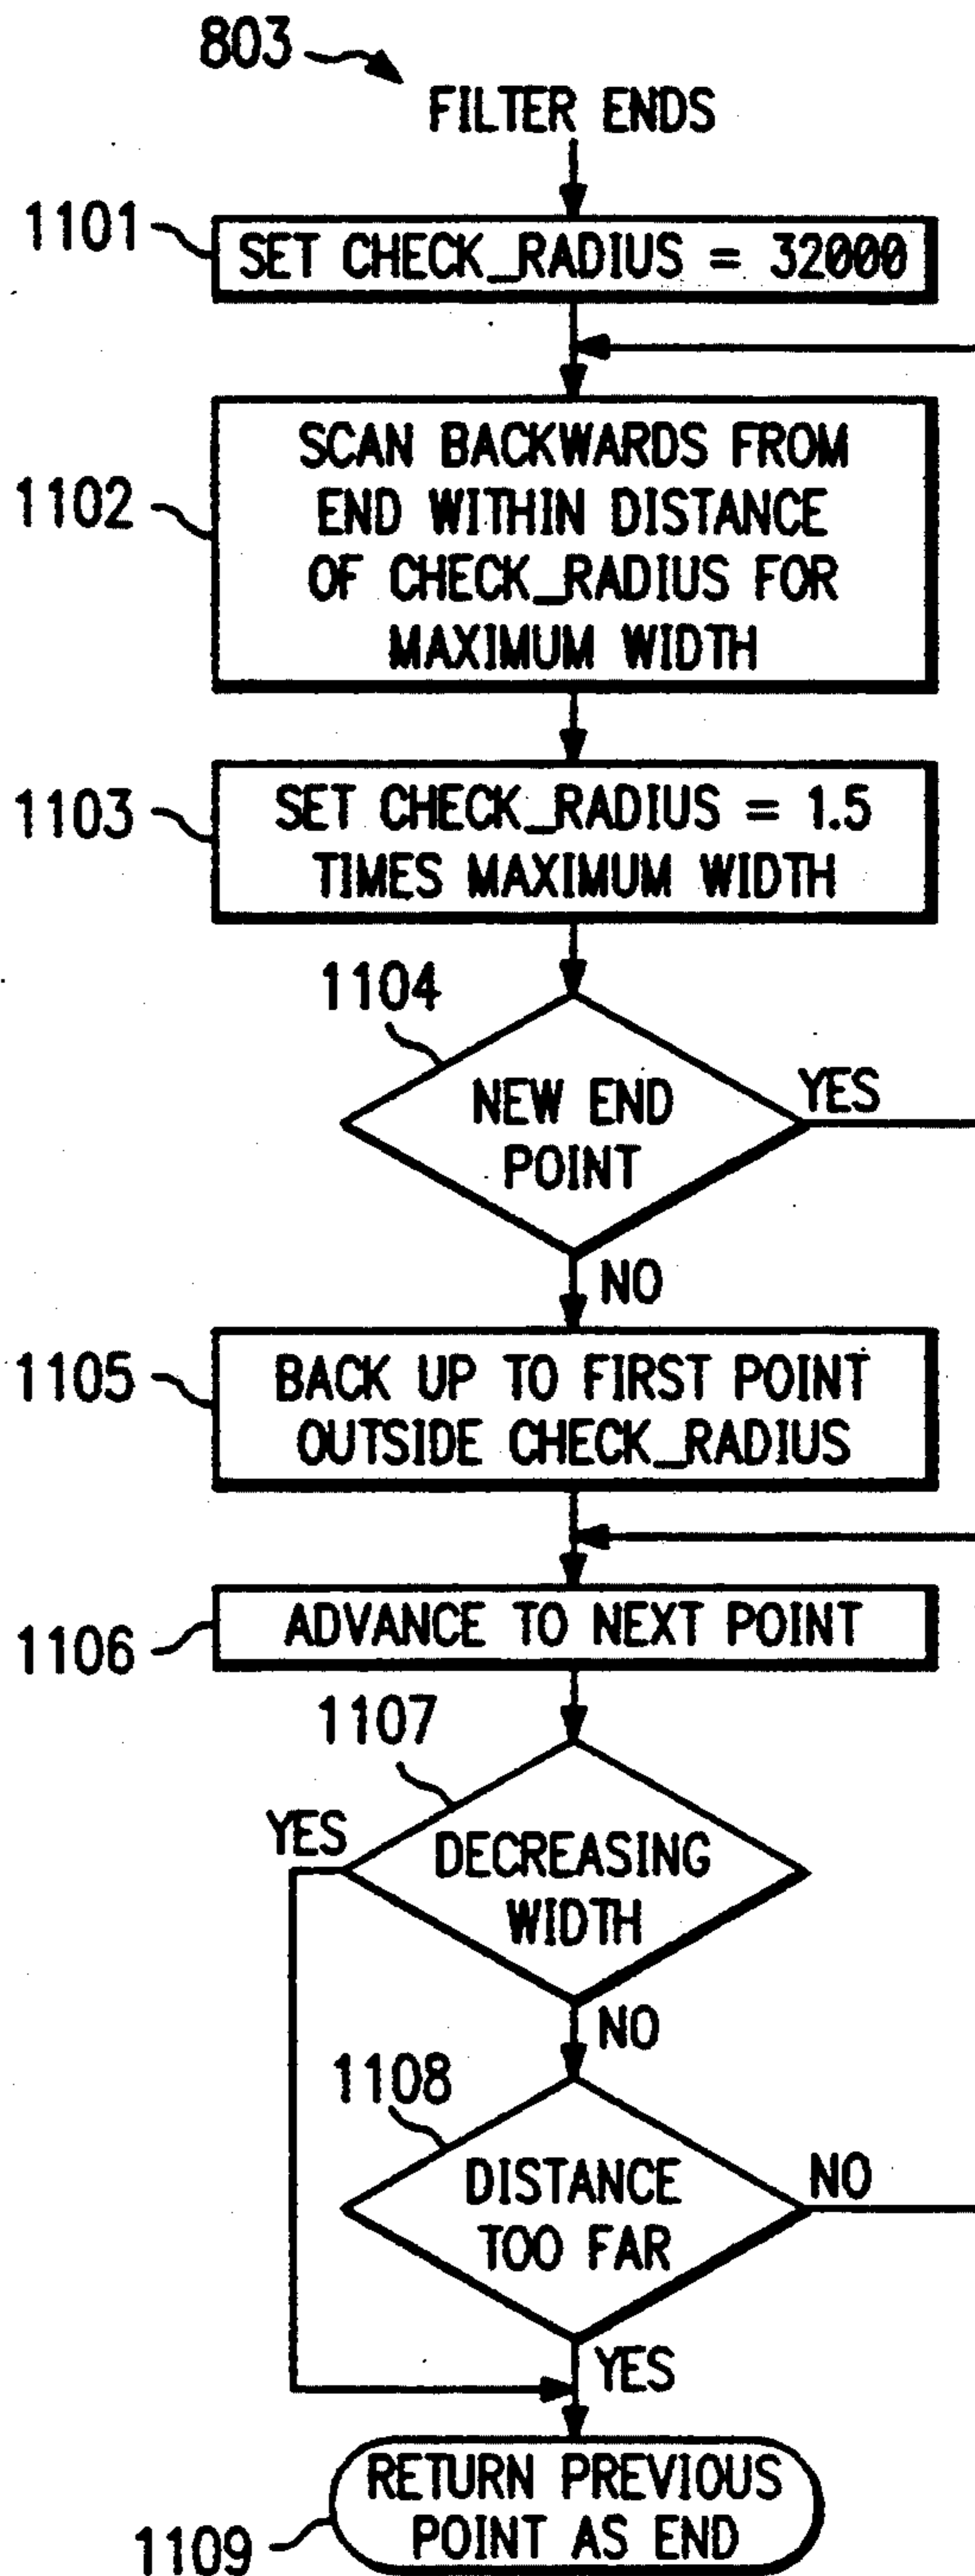 803
FILTER ENDS
1101
SET CHECK_RADIUS = 32000
1102
SCAN BACKWARDS FROM
END WITHIN DISTANCE
OF CHECK_RADIUS FOR
MAXIMUM WIDTH
1103
SET CHECK_RADIUS = 1.5
TIMES MAXIMUM WIDTH
1104
NEW END
POINT
YES
NO
1105
BACK UP TO FIRST POINT
OUTSIDE CHECK_RADIUS
1106
ADVANCE TO NEXT POINT
1107
YES
DECREASING
WIDTH
NO
1108
DISTANCE
TOO FAR
NO
YES
RETURN PREVIOUS
POINT AS END
1109